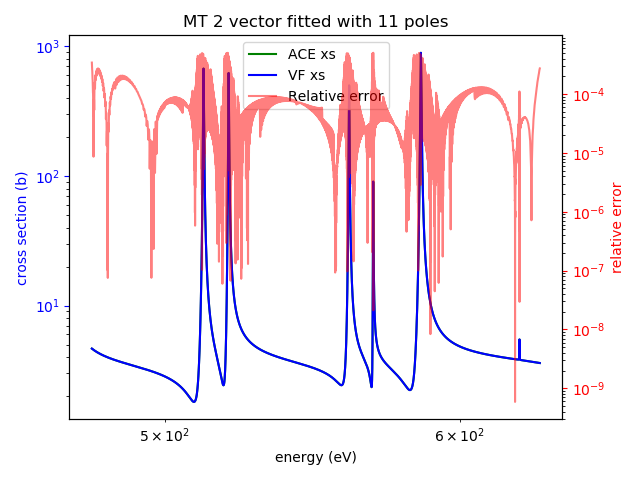 MT 2 vector fitted with 11 poles
ACE xs
VF xs
Relative error
10³
10²
10¹
cross section (b)
10⁻⁴
10⁻⁵
10⁻⁶
10⁻⁷
10⁻⁸
10⁻⁹
relative error
5 × 10²
6 × 10²
energy (eV)